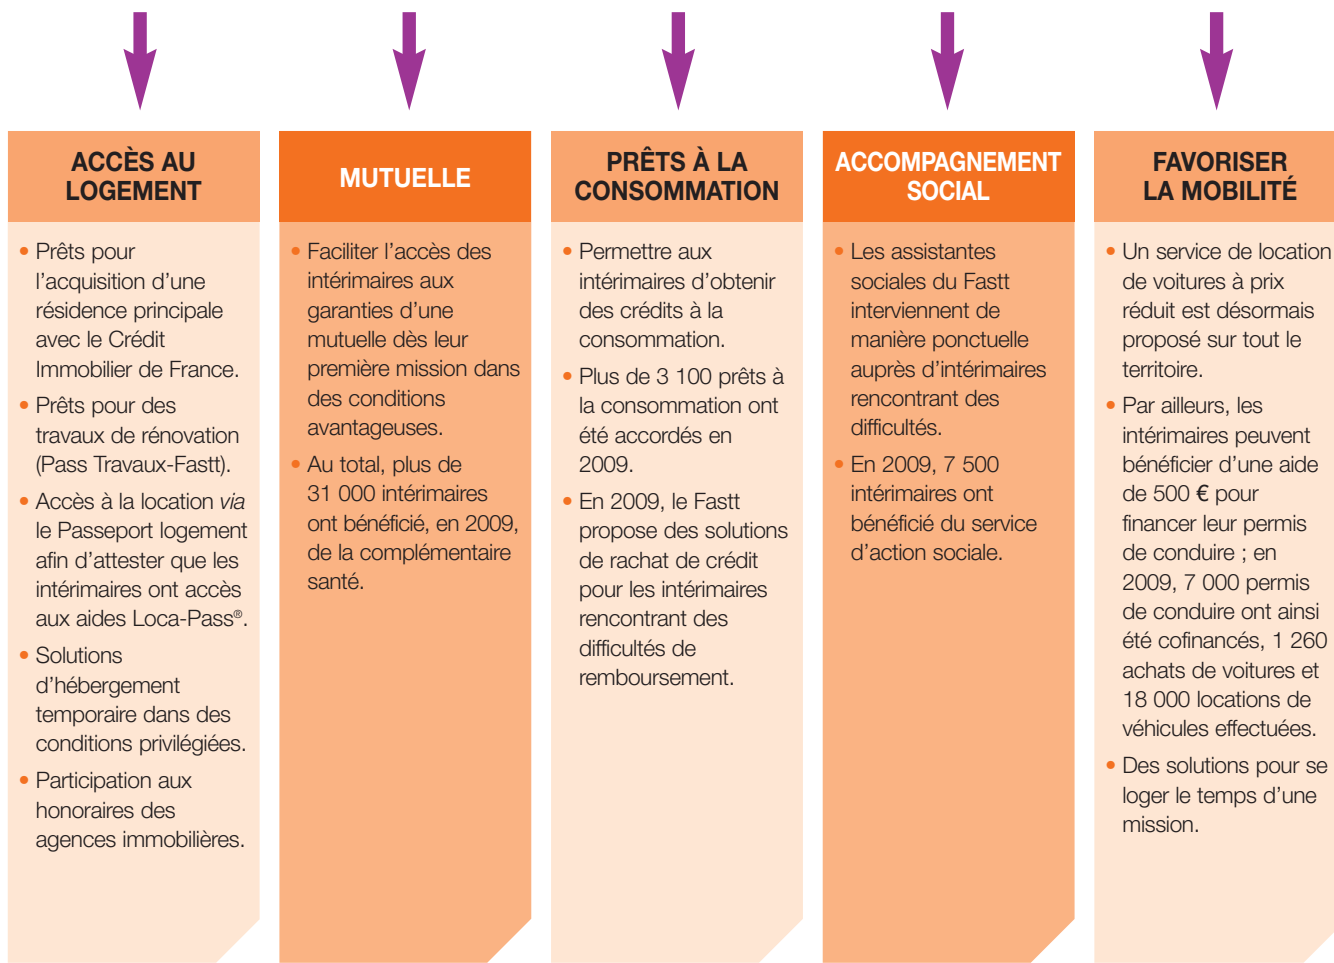 ACCÈS AU
LOGEMENT
• Prêts pour
l’acquisition d’une
résidence principale
avec le Crédit
Immobilier de France.
• Prêts pour des
travaux de rénovation
(Pass Travaux-Fastt).
• Accès à la location via
le Passeport logement
afin d’attester que les
intérimaires ont accès
aux aides Loca-Pass®.
• Solutions
d’hébergement
temporaire dans des
conditions privilégiées.
• Participation aux
honoraires des
agences immobilières.
MUTUELLE
• Faciliter l’accès des
intérimaires aux
garanties d’une
mutuelle dès leur
première mission dans
des conditions
avantageuses.
• Au total, plus de
31 000 intérimaires
ont bénéficié, en 2009,
de la complémentaire
santé.
PRÊTS À LA
CONSOMMATION
• Permettre aux
intérimaires d’obtenir
des crédits à la
consommation.
• Plus de 3 100 prêts à
la consommation ont
été accordés en
2009.
• En 2009, le Fastt
propose des solutions
de rachat de crédit
pour les intérimaires
rencontrant des
difficultés de
remboursement.
ACCOMPAGNEMENT
SOCIAL
• Les assistantes
sociales du Fastt
interviennent de
manière ponctuelle
auprès d’intérimaires
rencontrant des
difficultés.
• En 2009, 7 500
intérimaires ont
bénéficié du service
d’action sociale.
FAVORISER
LA MOBILITÉ
• Un service de location
de voitures à prix
réduit est désormais
proposé sur tout le
territoire.
• Par ailleurs, les
intérimaires peuvent
bénéficier d’une aide
de 500 € pour
financer leur permis
de conduire ; en
2009, 7 000 permis
de conduire ont ainsi
été cofinancés, 1 260
achats de voitures et
18 000 locations de
véhicules effectuées.
• Des solutions pour se
loger le temps d’une
mission.